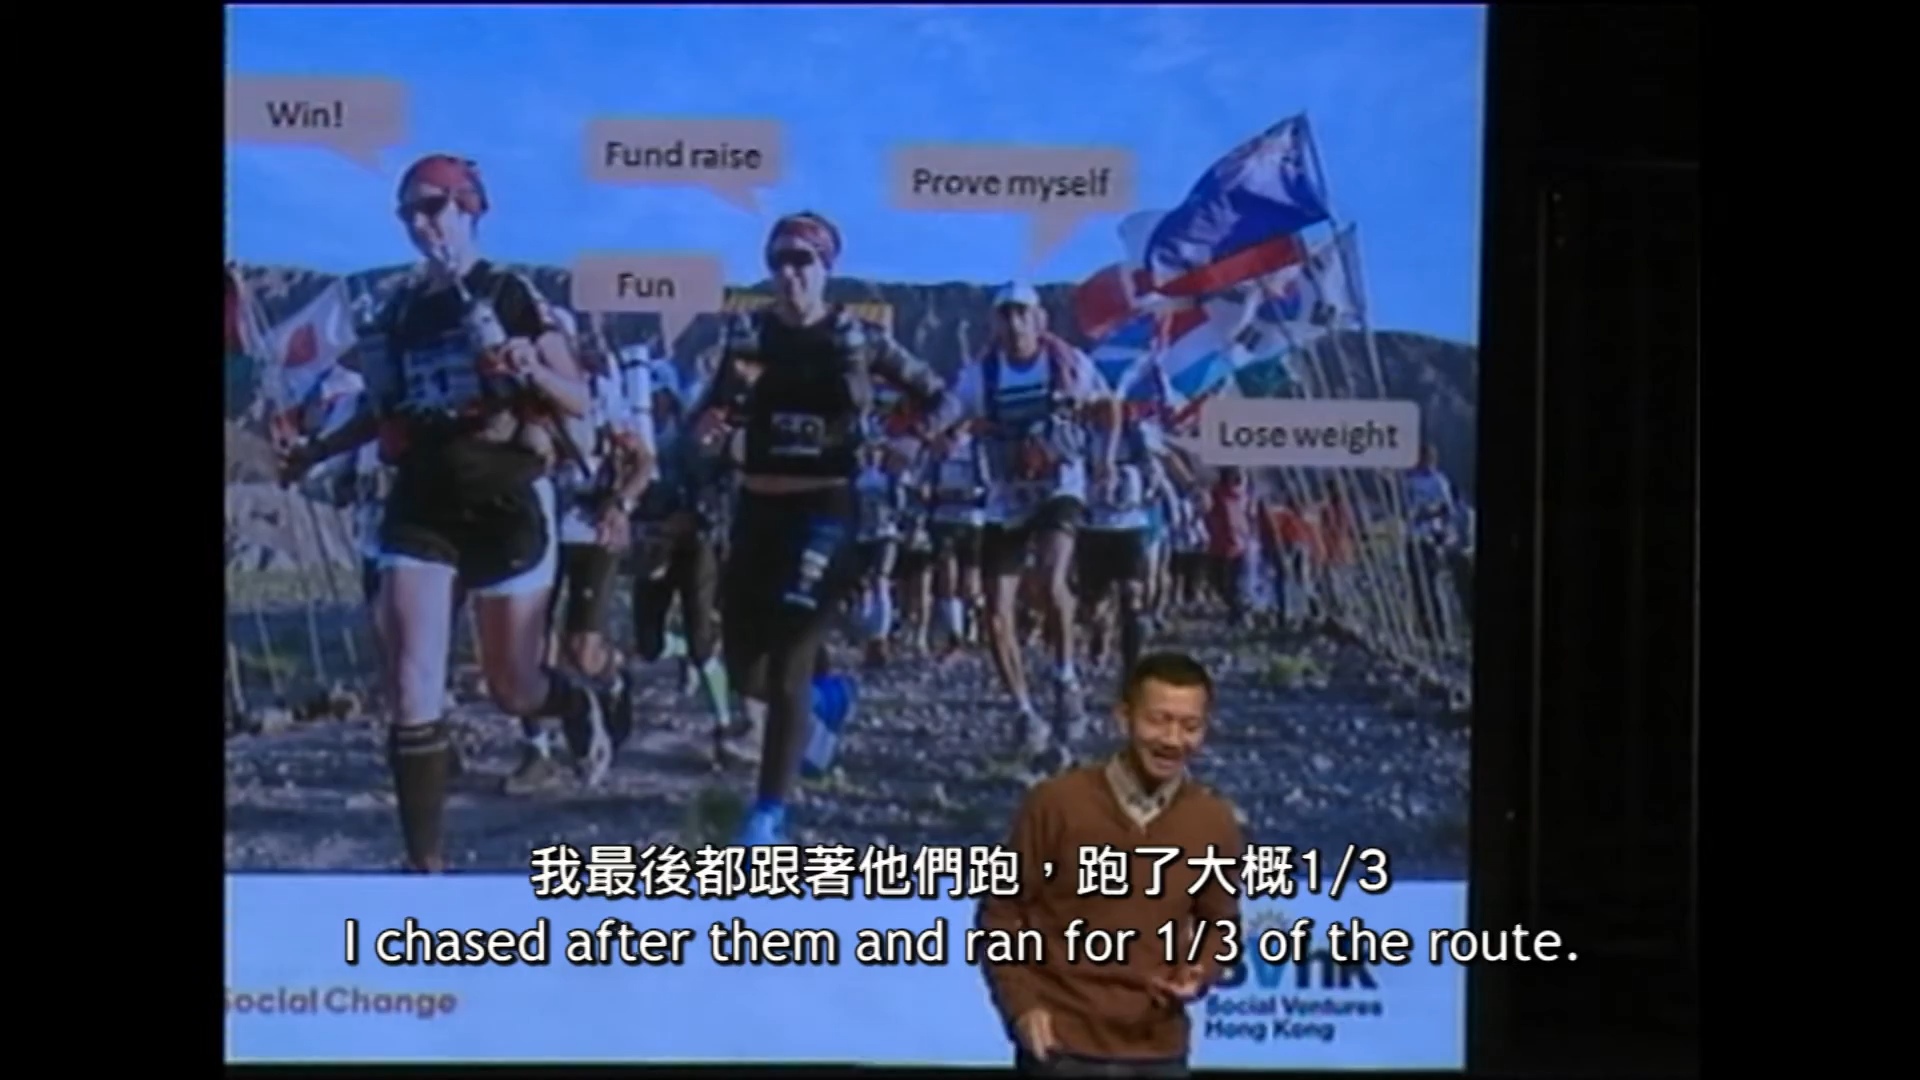 Win!
Fund raise
Prove myself
Fun
Lose weight
我最後都跟著他們跑，跑了大概1/3
I chased after them and ran for 1/3 of the route.
Social Change
SVhk
Social Ventures
Hong Kong